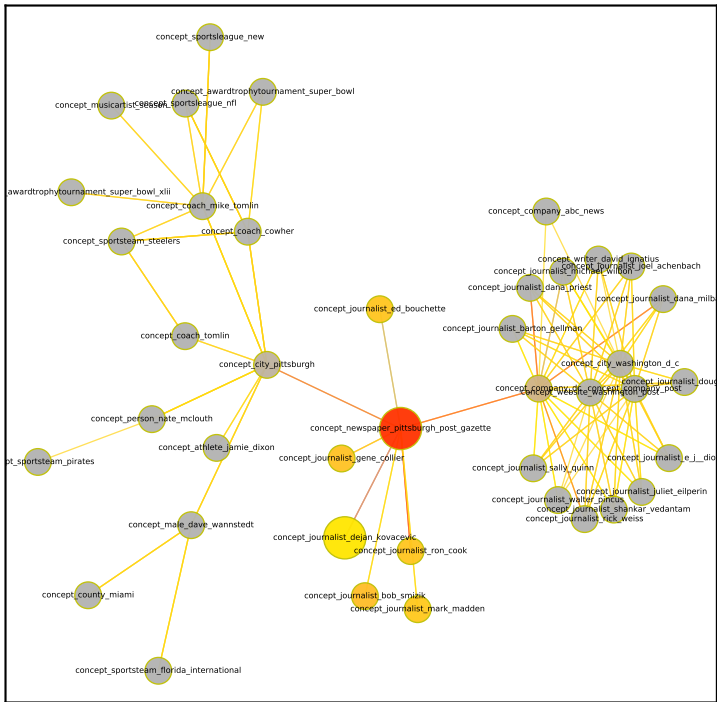 concept_sportsleague_new
concept_awardtrophytournament_super_bowl
concept_musicartist_season
concept_sportsleague_nfl
awardtrophytournament_super_bowl_xlii
concept_coach_mike_tomlin
concept_company_abc_news
concept_coach_cowher
concept_sportsteam_steelers
concept_writer_david_ignatius
concept_journalist_joel_achenbach
concept_journalist_michael_wilbon
concept_journalist_dana_priest
concept_journalist_dana_milba
concept_journalist_ed_bouchette
concept_journalist_barton_gellman
concept_coach_tomlin
concept_city_pittsburgh
concept_city_washington_d_c
concept_journalist_doug
concept_company_dc
concept_company_post
concept_website_washington_post
concept_person_nate_mclouth
concept_newspaper_pittsburgh_post_gazette
concept_athlete_jamie_dixon
concept_journalist_gene_collier
pt_sportsteam_pirates
concept_journalist_e_j__dio
concept_journalist_sally_quinn
concept_journalist_juliet_eilperin
concept_journalist_walter_pincus
concept_journalist_shankar_vedantam
concept_journalist_rick_weiss
concept_male_dave_wannstedt
concept_journalist_dejan_kovacevic
concept_journalist_ron_cook
concept_county_miami
concept_journalist_bob_smizik
concept_journalist_mark_madden
concept_sportsteam_florida_international